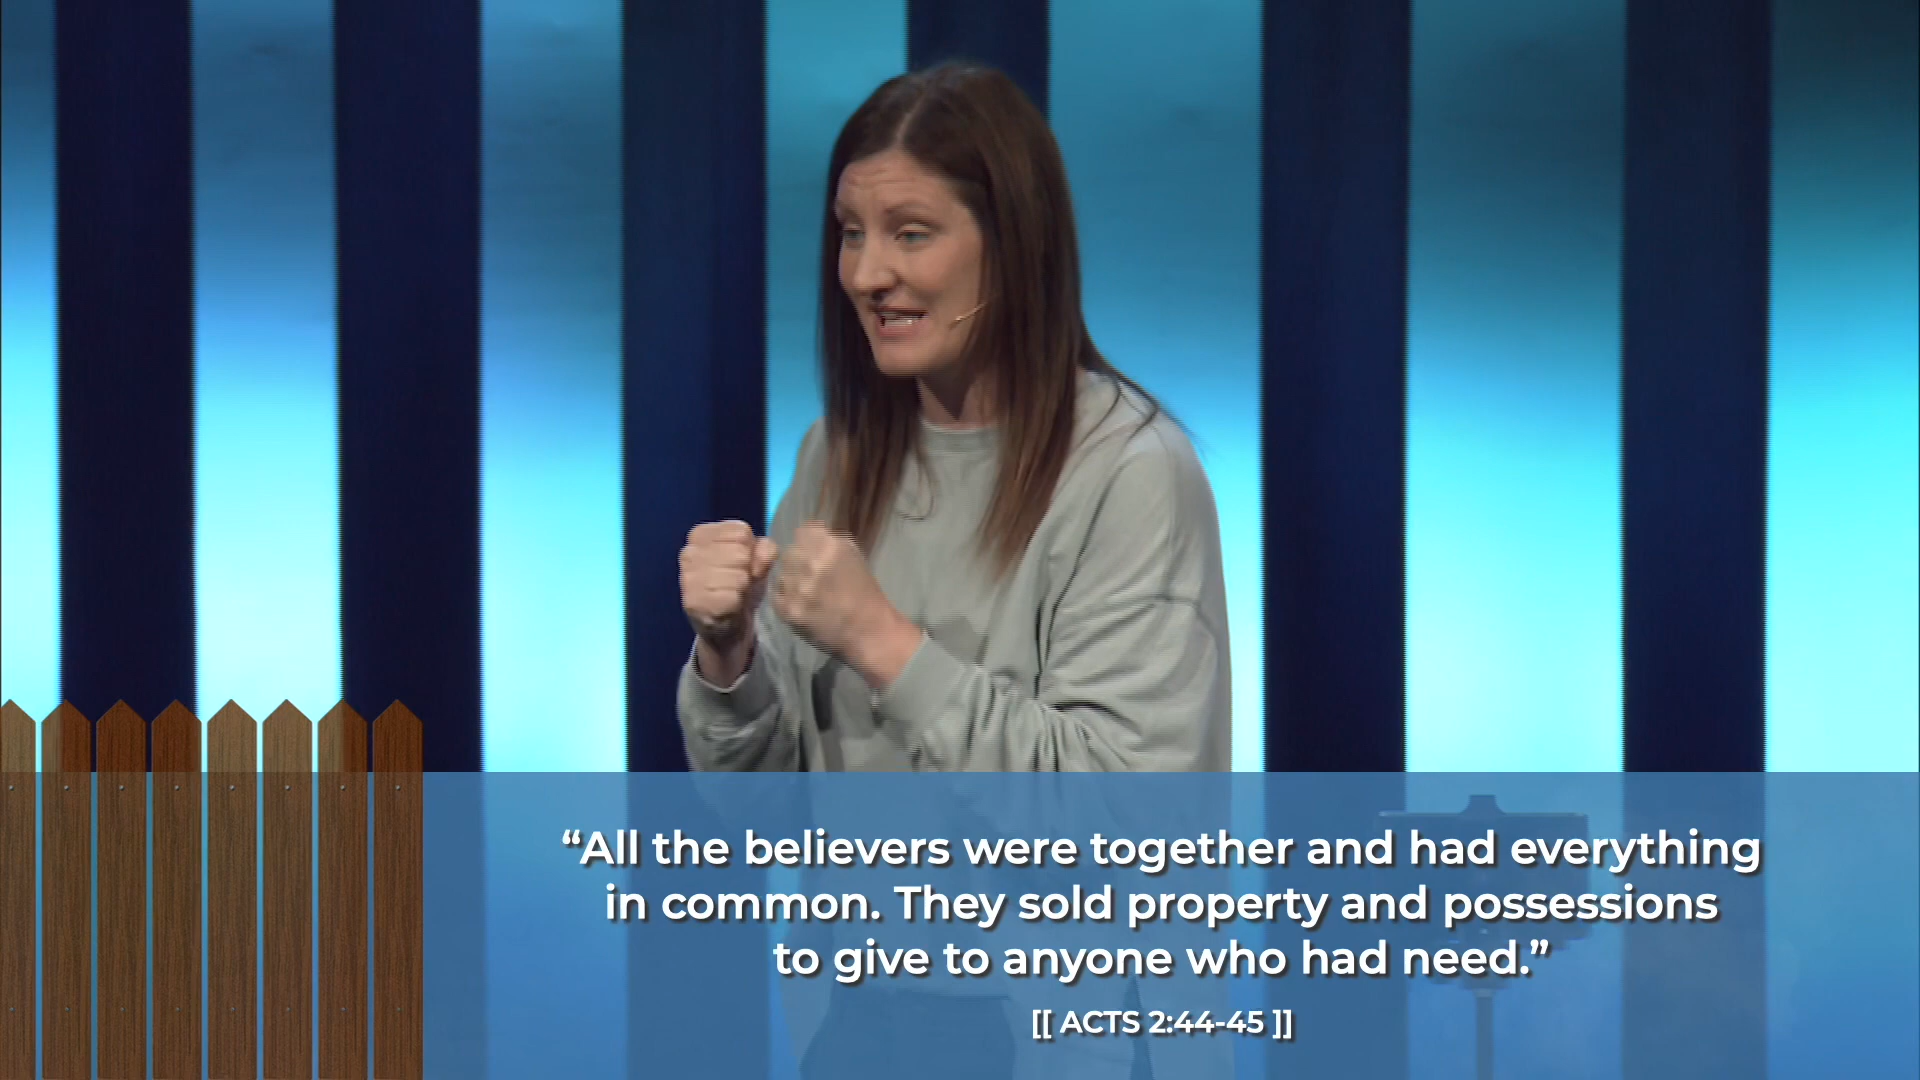 “All the believers were together and had everything
in common. They sold property and possessions
to give to anyone who had need.”
[[ ACTS 2:44-45 ]]